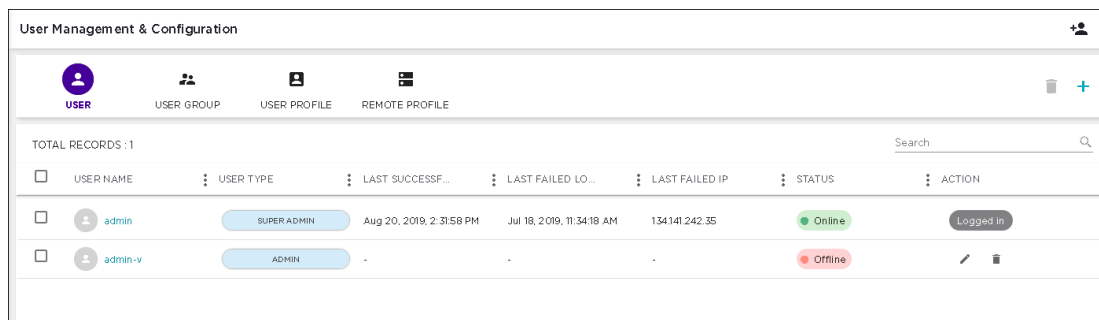 User Management & Configuration
USER USER GROUP USER PROFILE REMOTE PROFILE
TOTAL RECORDS : 1 Search
USER NAME USER TYPE LAST SUCCESSF... LAST FAILED LO... LAST FAILED IP STATUS ACTION
admin SUPER ADMIN Aug 20, 2019, 2:31:58 PM Jul 18, 2019, 11:34:18 AM 134.141.242.35 Online Logged in
admin-v ADMIN - - - Offline